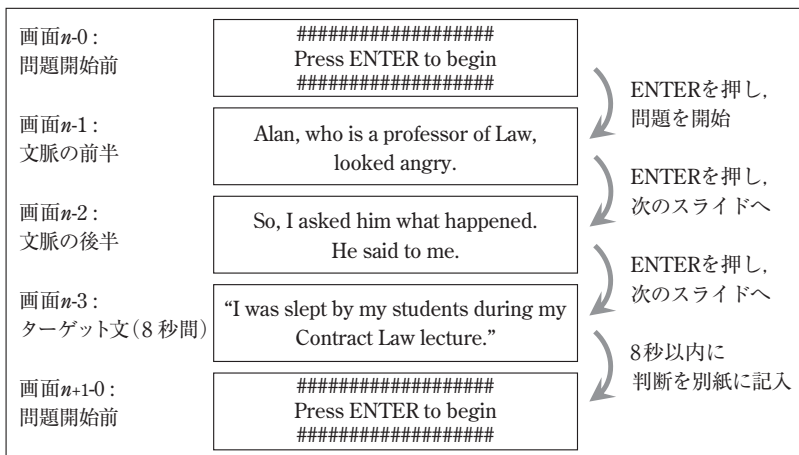 画面n-0：
問題開始前
###################
Press ENTER to begin
###################
ENTERを押し，
問題を開始
画面n-1：
文脈の前半
Alan, who is a professor of Law,
looked angry.
ENTERを押し，
次のスライドへ
画面n-2：
文脈の後半
So, I asked him what happened.
He said to me.
ENTERを押し，
次のスライドへ
画面n-3：
ターゲット文（8秒間）
“I was slept by my students during my
Contract Law lecture.”
8秒以内に
判断を別紙に記入
画面n+1-0：
問題開始前
###################
Press ENTER to begin
###################